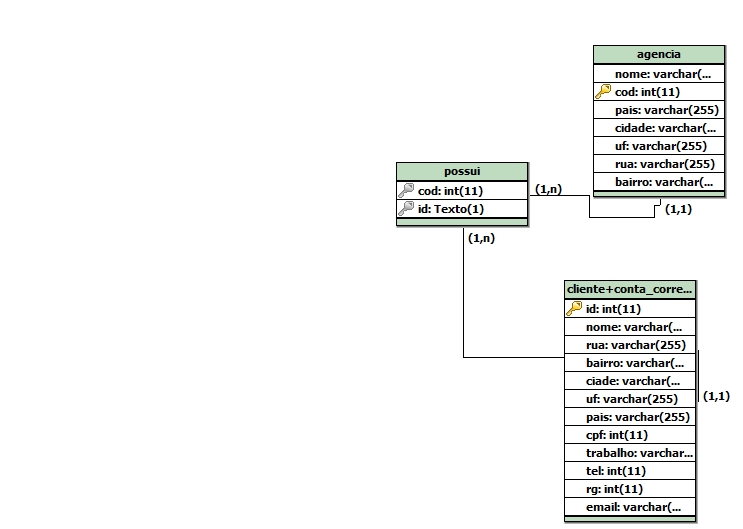 agencia
nome: varchar(...
cod: int(11)
pais: varchar(255)
cidade: varchar(...
uf: varchar(255)
rua: varchar(255)
bairro: varchar(...
(1,1)
possui
cod: int(11)
id: Texto(1)
(1,n)
(1,n)
cliente+conta_corre...
id: int(11)
nome: varchar(...
rua: varchar(255)
bairro: varchar(...
ciade: varchar(...
uf: varchar(255)
pais: varchar(255)
cpf: int(11)
trabalho: varchar...
tel: int(11)
rg: int(11)
email: varchar(...
(1,1)